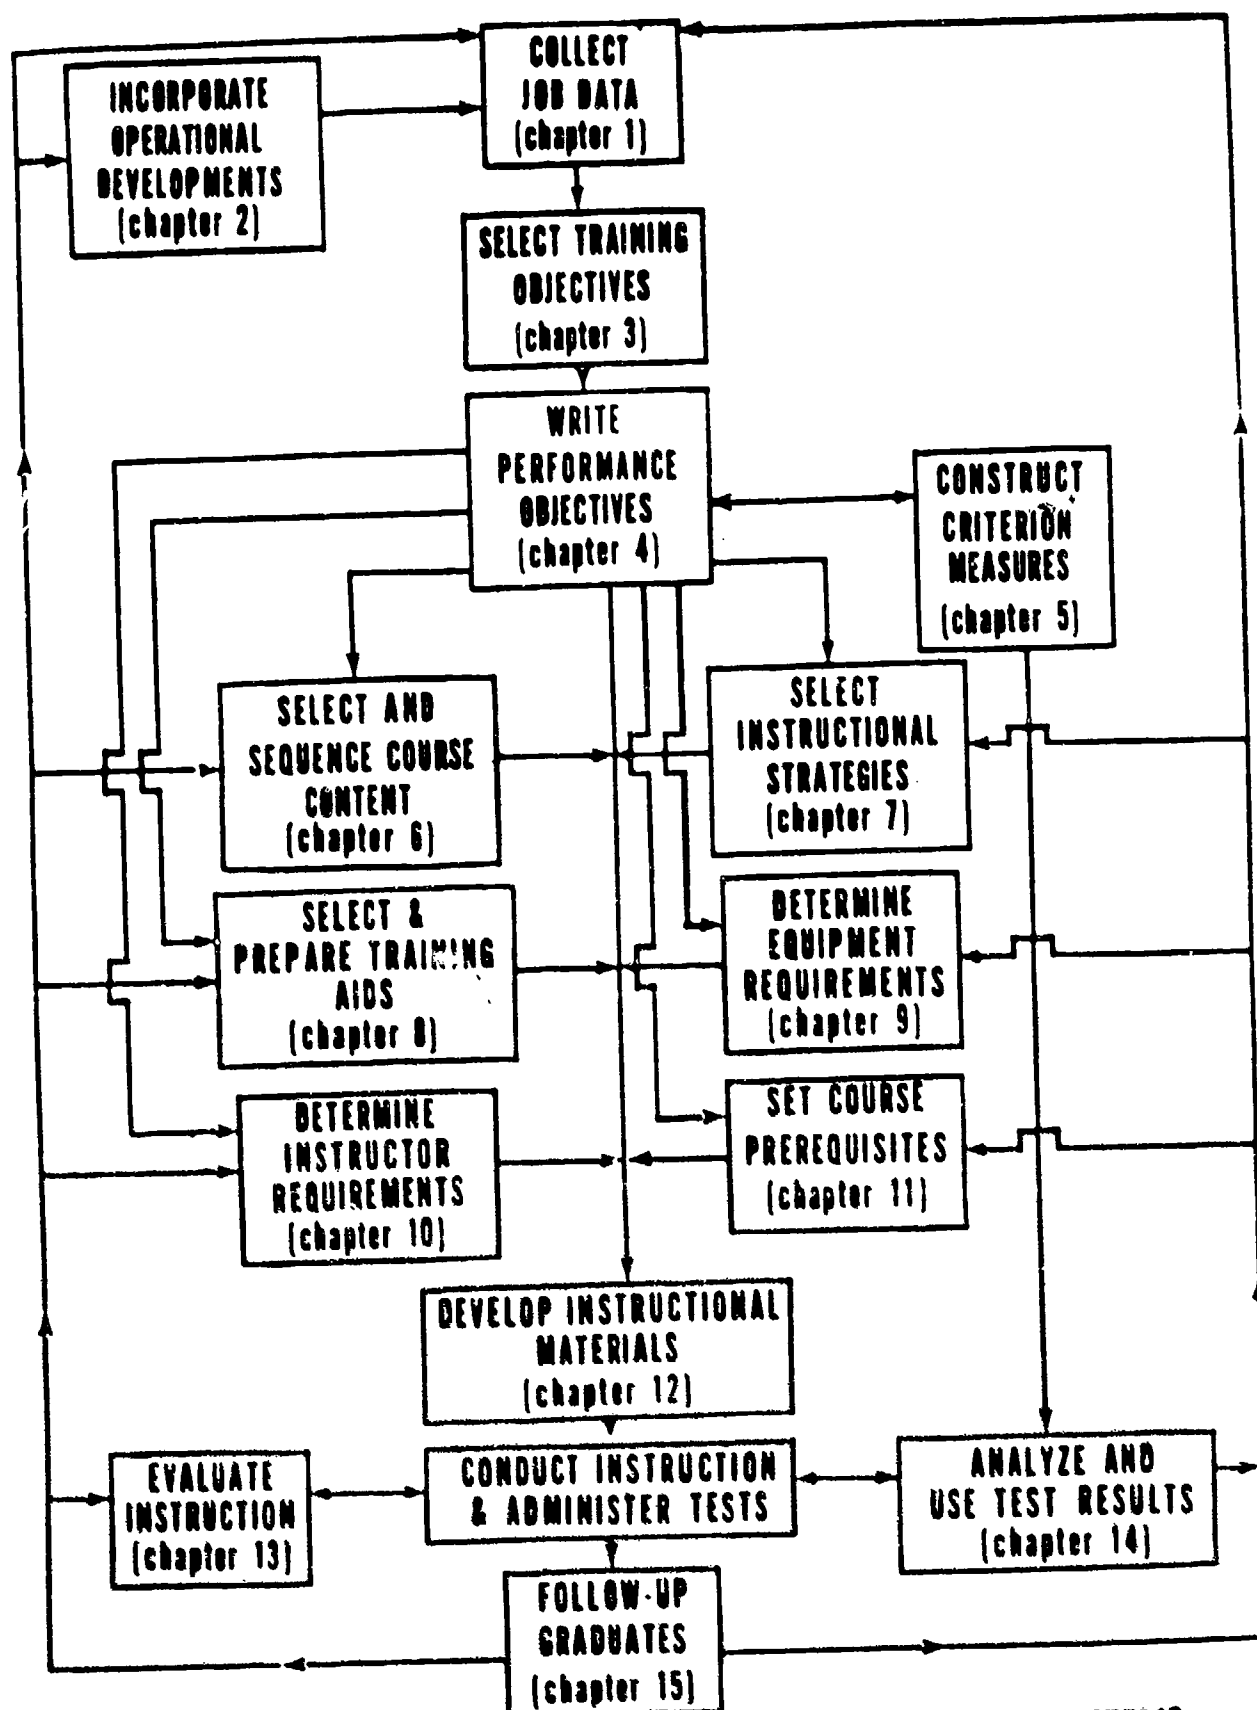 COLLECT
JOB DATA
(chapter 1)
INCORPORATE
OPERATIONAL
DEVELOPMENTS
(chapter 2)
SELECT TRAINING
OBJECTIVES
(chapter 3)
WRITE
PERFORMANCE
OBJECTIVES
(chapter 4)
CONSTRUCT
CRITERION
MEASURES
(chapter 5)
SELECT AND
SEQUENCE COURSE
CONTENT
(chapter 6)
SELECT
INSTRUCTIONAL
STRATEGIES
(chapter 7)
SELECT &
PREPARE TRAINING
AIDS
(chapter 8)
DETERMINE
EQUIPMENT
REQUIREMENTS
(chapter 9)
DETERMINE
INSTRUCTOR
REQUIREMENTS
(chapter 10)
SET COURSE
PREREQUISITES
(chapter 11)
DEVELOP INSTRUCTIONAL
MATERIALS
(chapter 12)
EVALUATE
INSTRUCTION
(chapter 13)
CONDUCT INSTRUCTION
& ADMINISTER TESTS
ANALYZE AND
USE TEST RESULTS
(chapter 14)
FOLLOW-UP
GRADUATES
(chapter 15)